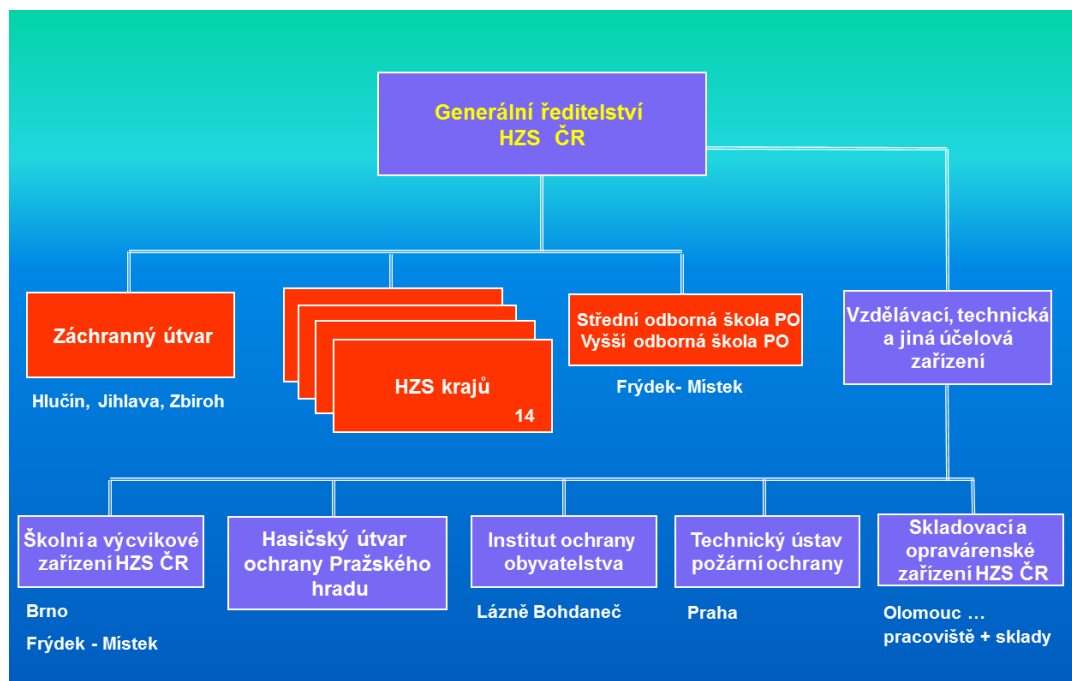 Generální ředitelství
HZS ČR
Záchranný útvar
Hlučín, Jihlava, Zbiroh
HZS krajů
14
Střední odborná škola PO
Vyšší odborná škola PO
Frýdek- Místek
Vzdělávací, technická
a jiná účelová
zařízení
Školní a výcvikové
zařízení HZS ČR
Brno
Frýdek - Místek
Hasičský útvar
ochrany Pražského
hradu
Institut ochrany
obyvatelstva
Lázně Bohdaneč
Technický ústav
požární ochrany
Praha
Skladovací a
opravárenské
zařízení HZS ČR
Olomouc ...
pracoviště + sklady